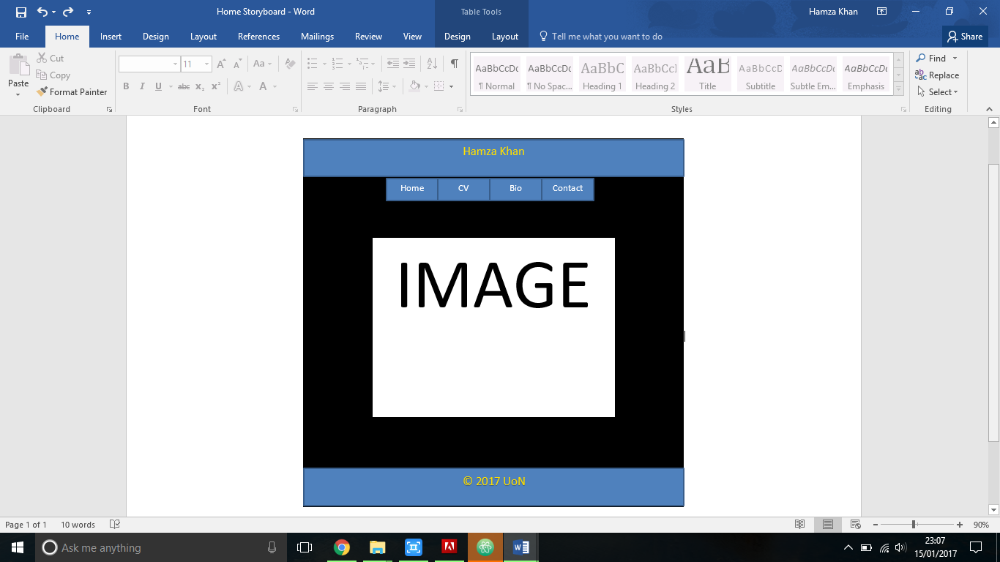 Home Storyboard - Word
Table Tools
Hamza Khan
File Home Insert Design Layout References Mailings Review View Design Layout Tell me what you want to do Share
Paste
Cut
Copy
Format Painter
11
Aa
B I U abc x₂ x² A A
AaBbCcDc AaBbCcDc AaBbC AaBbCcI AaB AaBbCcD AaBbCcDc AaBbCcDc
¶ Normal ¶ No Spac... Heading 1 Heading 2 Title Subtitle Subtle Em... Emphasis
Find
Replace
Select
Clipboard Font Paragraph Styles Editing
Hamza Khan
Home CV Bio Contact
IMAGE
© 2017 UoN
Page 1 of 1 10 words 90%
Ask me anything
23:07
15/01/2017